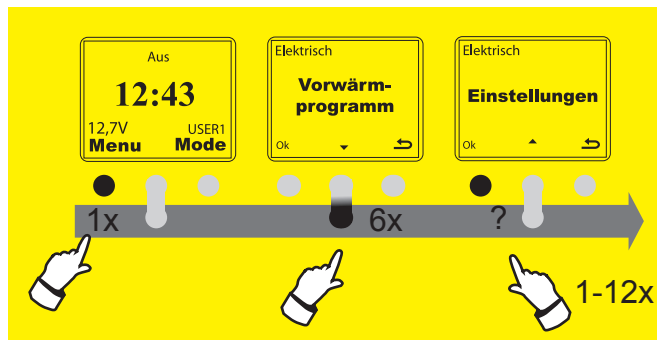 Aus
12:43
12,7V USER1
Menu Mode
Elektrisch
Vorwärm-
programm
Ok
Elektrisch
Einstellungen
Ok
1x 6x ?
1-12x